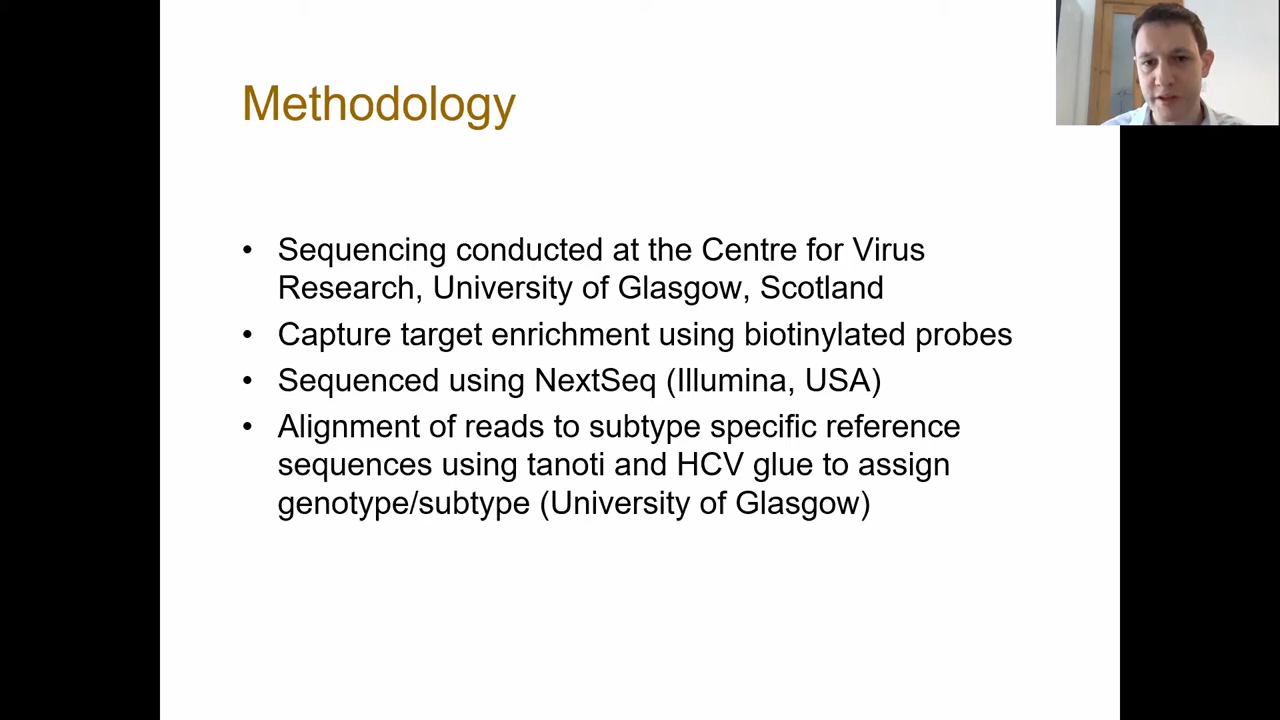 Methodology
• Sequencing conducted at the Centre for Virus
Research, University of Glasgow, Scotland
• Capture target enrichment using biotinylated probes
• Sequenced using NextSeq (Illumina, USA)
• Alignment of reads to subtype specific reference
sequences using tanoti and HCV glue to assign
genotype/subtype (University of Glasgow)